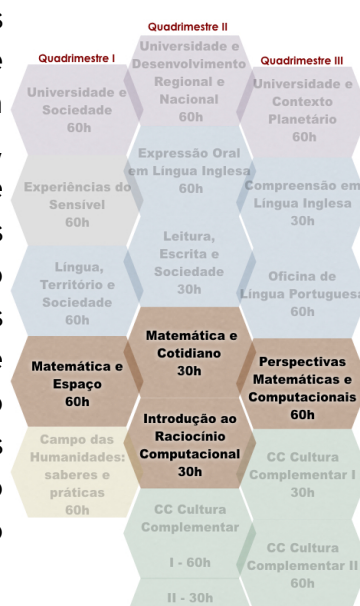 Quadrimestre I
Universidade e
Sociedade
60h
Experiências do
Sensível
60h
Língua,
Território e
Sociedade
60h
Matemática e
Espaço
60h
Campo das
Humanidades:
saberes e
práticas
60h
Quadrimestre II
Universidade e
Desenvolvimento
Regional e
Nacional
60h
Expressão Oral
em Língua Inglesa
60h
Leitura,
Escrita e
Sociedade
30h
Matemática e
Cotidiano
30h
Introdução ao
Raciocínio
Computacional
30h
CC Cultura
Complementar
I - 60h
II - 30h
Quadrimestre III
Universidade e
Contexto
Planetário
60h
Compreensão em
Língua Inglesa
30h
Oficina de
Língua Portuguesa
60h
Perspectivas
Matemáticas e
Computacionais
60h
CC Cultura
Complementar I
30h
CC Cultura
Complementar II
60h